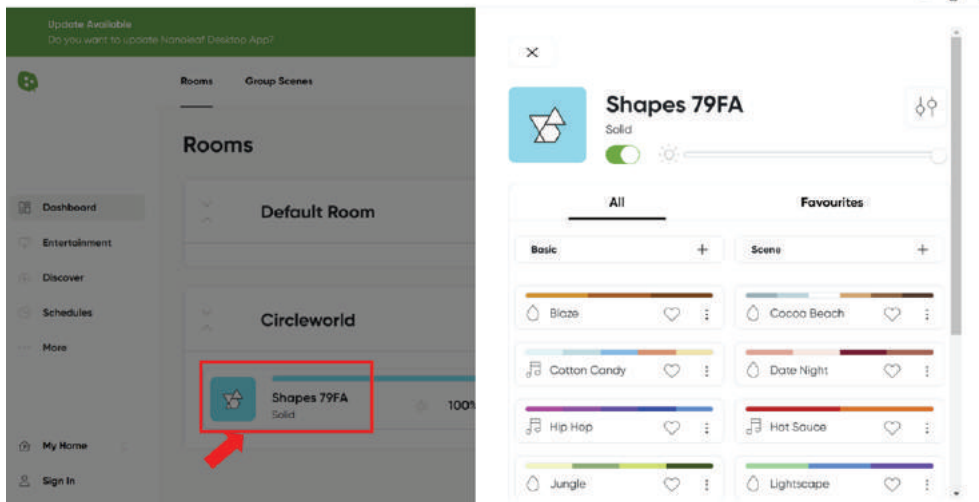 Update Available
Do you want to update Nanoleaf Desktop App?
Rooms
Group Scenes
Rooms
Dashboard
Entertainment
Discover
Schedules
More
My Home
Sign In
Default Room
Circleworld
Shapes 79FA
Solid
100%
Shapes 79FA
Solid
All
Favourites
Basic
Scene
Blaze
Cocoa Beach
Cotton Candy
Date Night
Hip Hop
Hot Sauce
Jungle
Lightscape